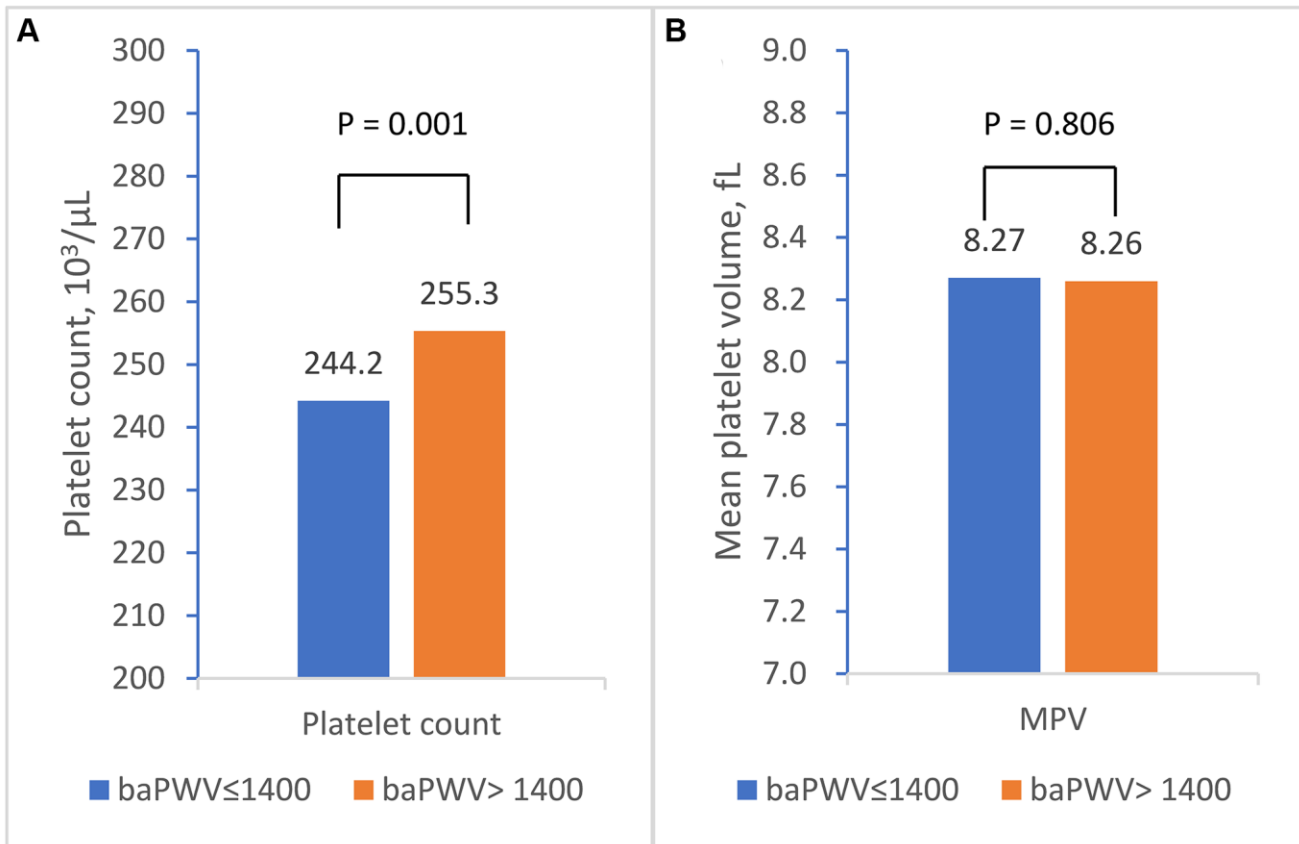 A
Platelet count, 10³/µL
300
290
280
270
260
250
240
230
220
210
200
P = 0.001
244.2
255.3
Platelet count
baPWV≤1400
baPWV> 1400
B
Mean platelet volume, fL
9.0
8.8
8.6
8.4
8.2
8.0
7.8
7.6
7.4
7.2
7.0
P = 0.806
8.27
8.26
MPV
baPWV≤1400
baPWV> 1400